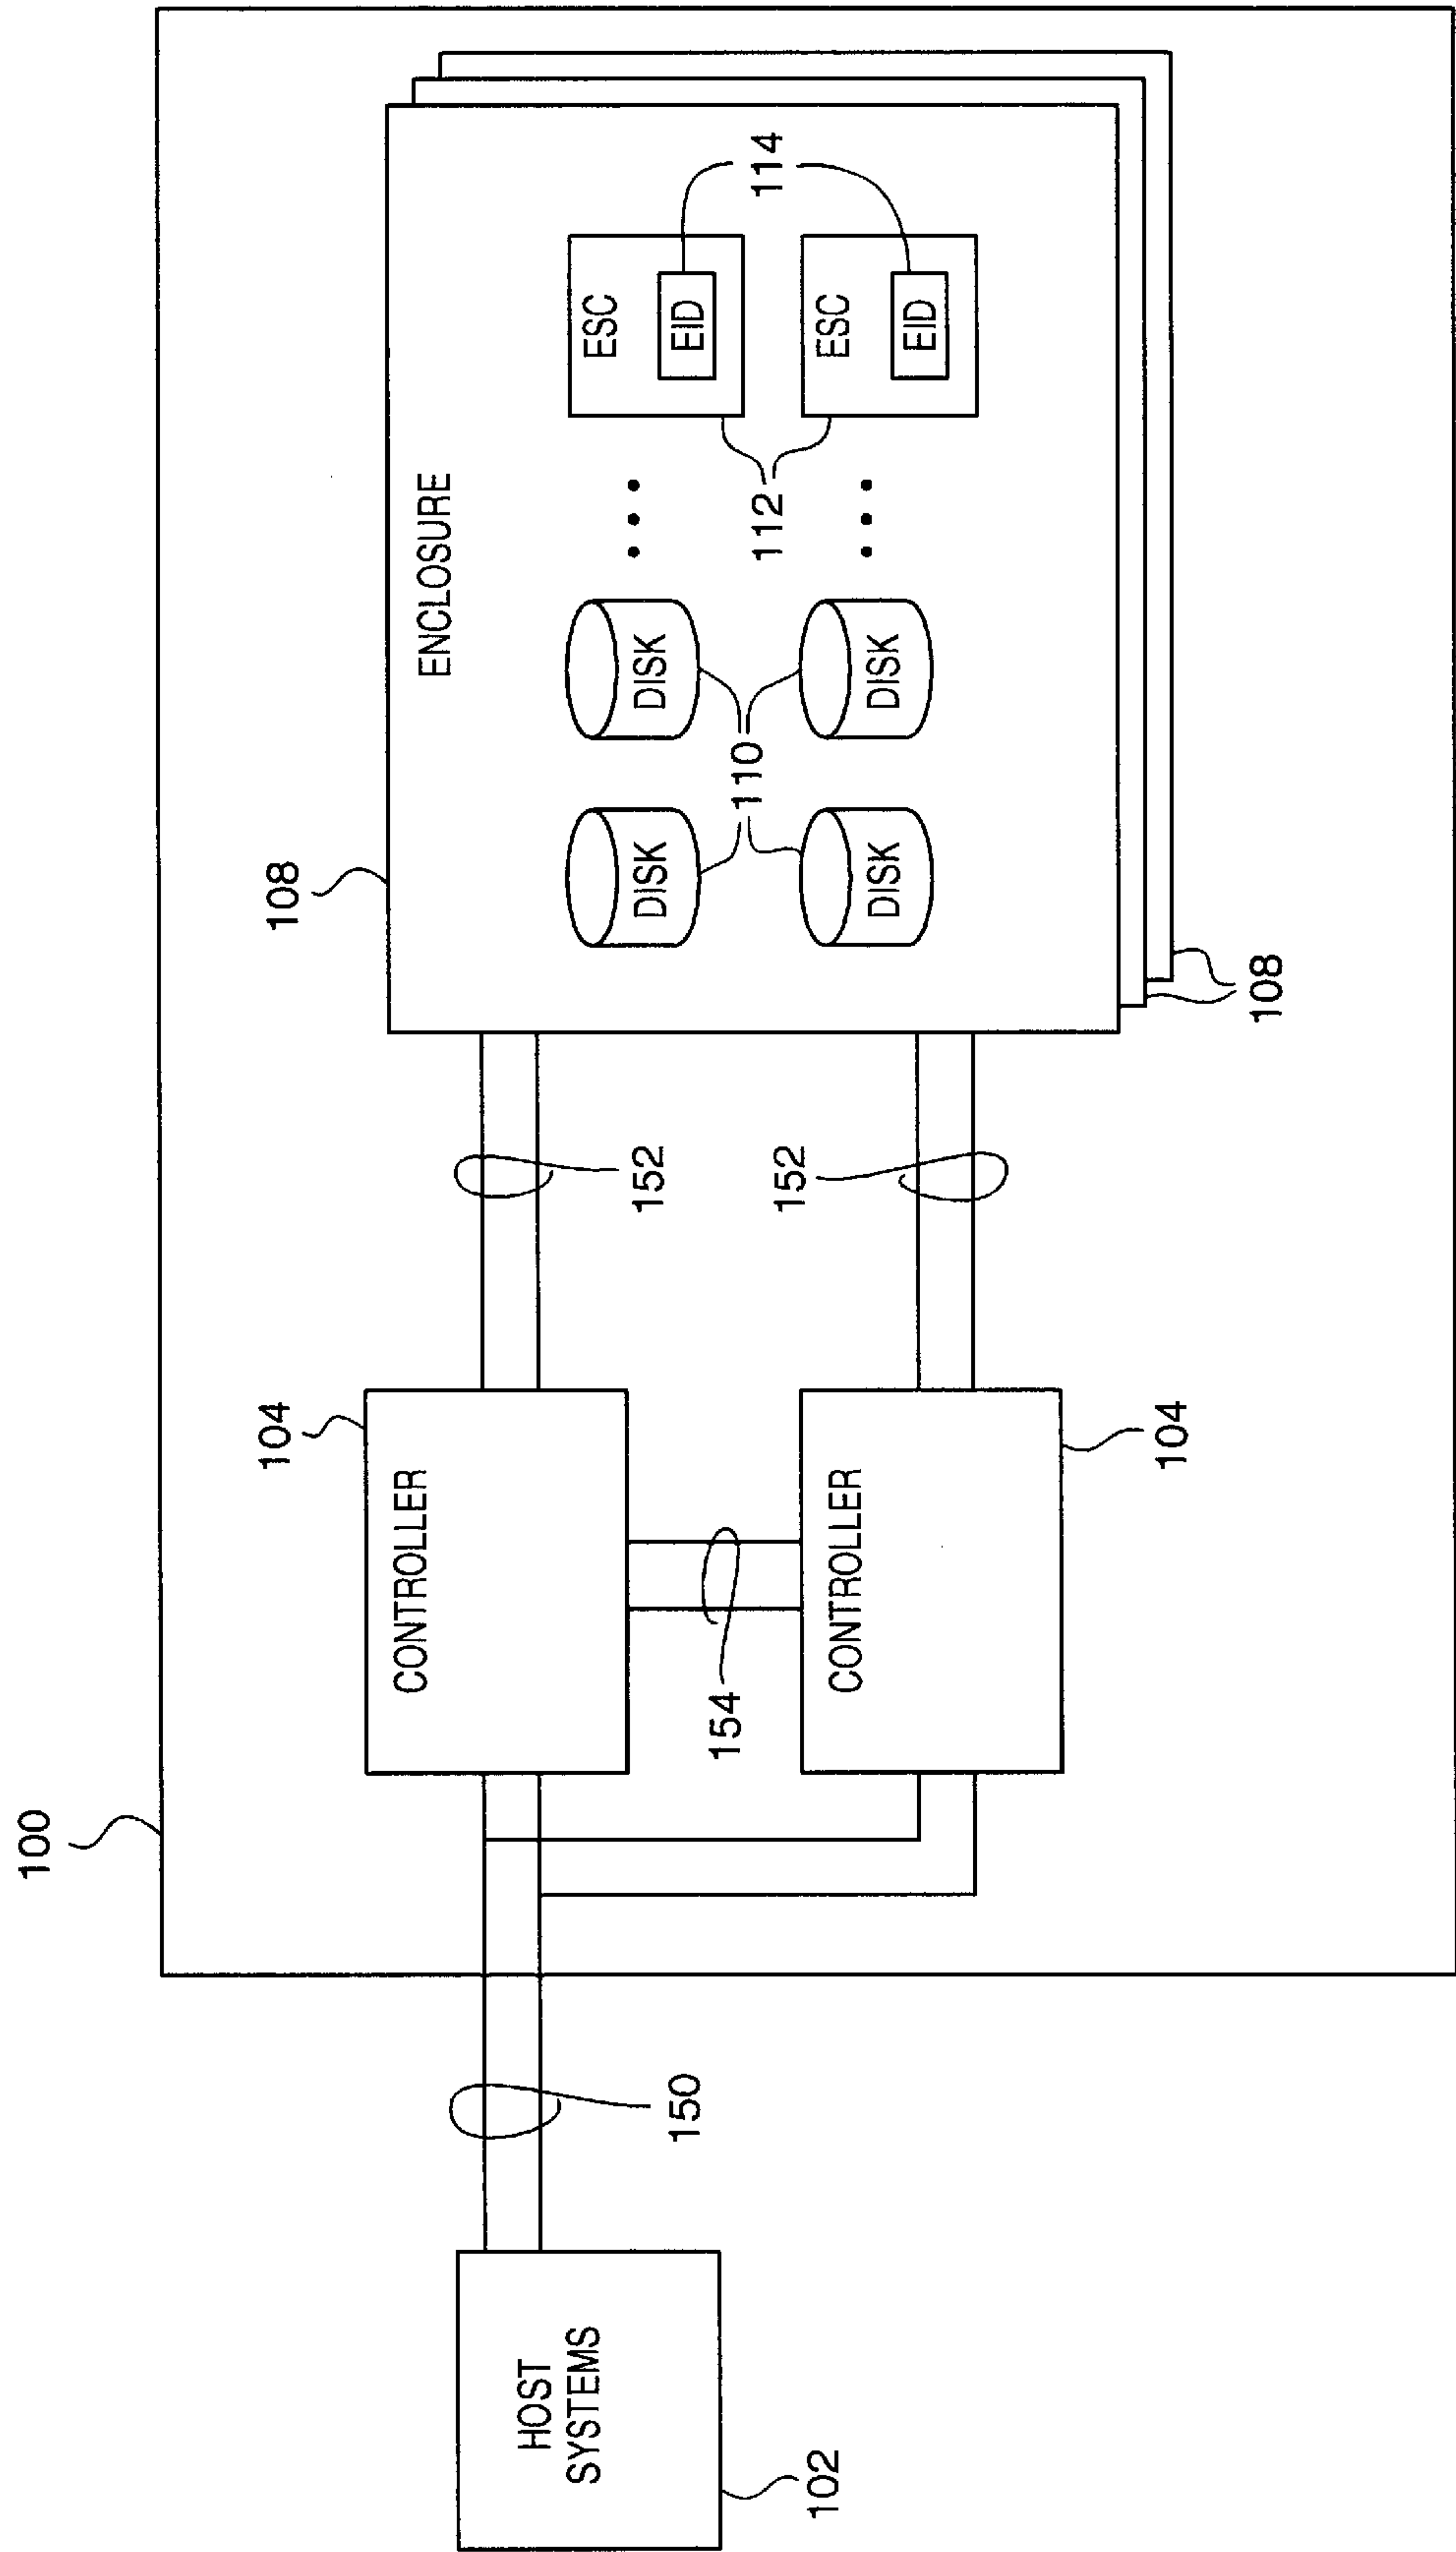 100
104
108
ENCLOSURE
CONTROLLER
HOST
SYSTEMS
150
152
154
DISK
DISK
110
ESC
EID
112
114
152
CONTROLLER
DISK
DISK
ESC
EID
102
104
108